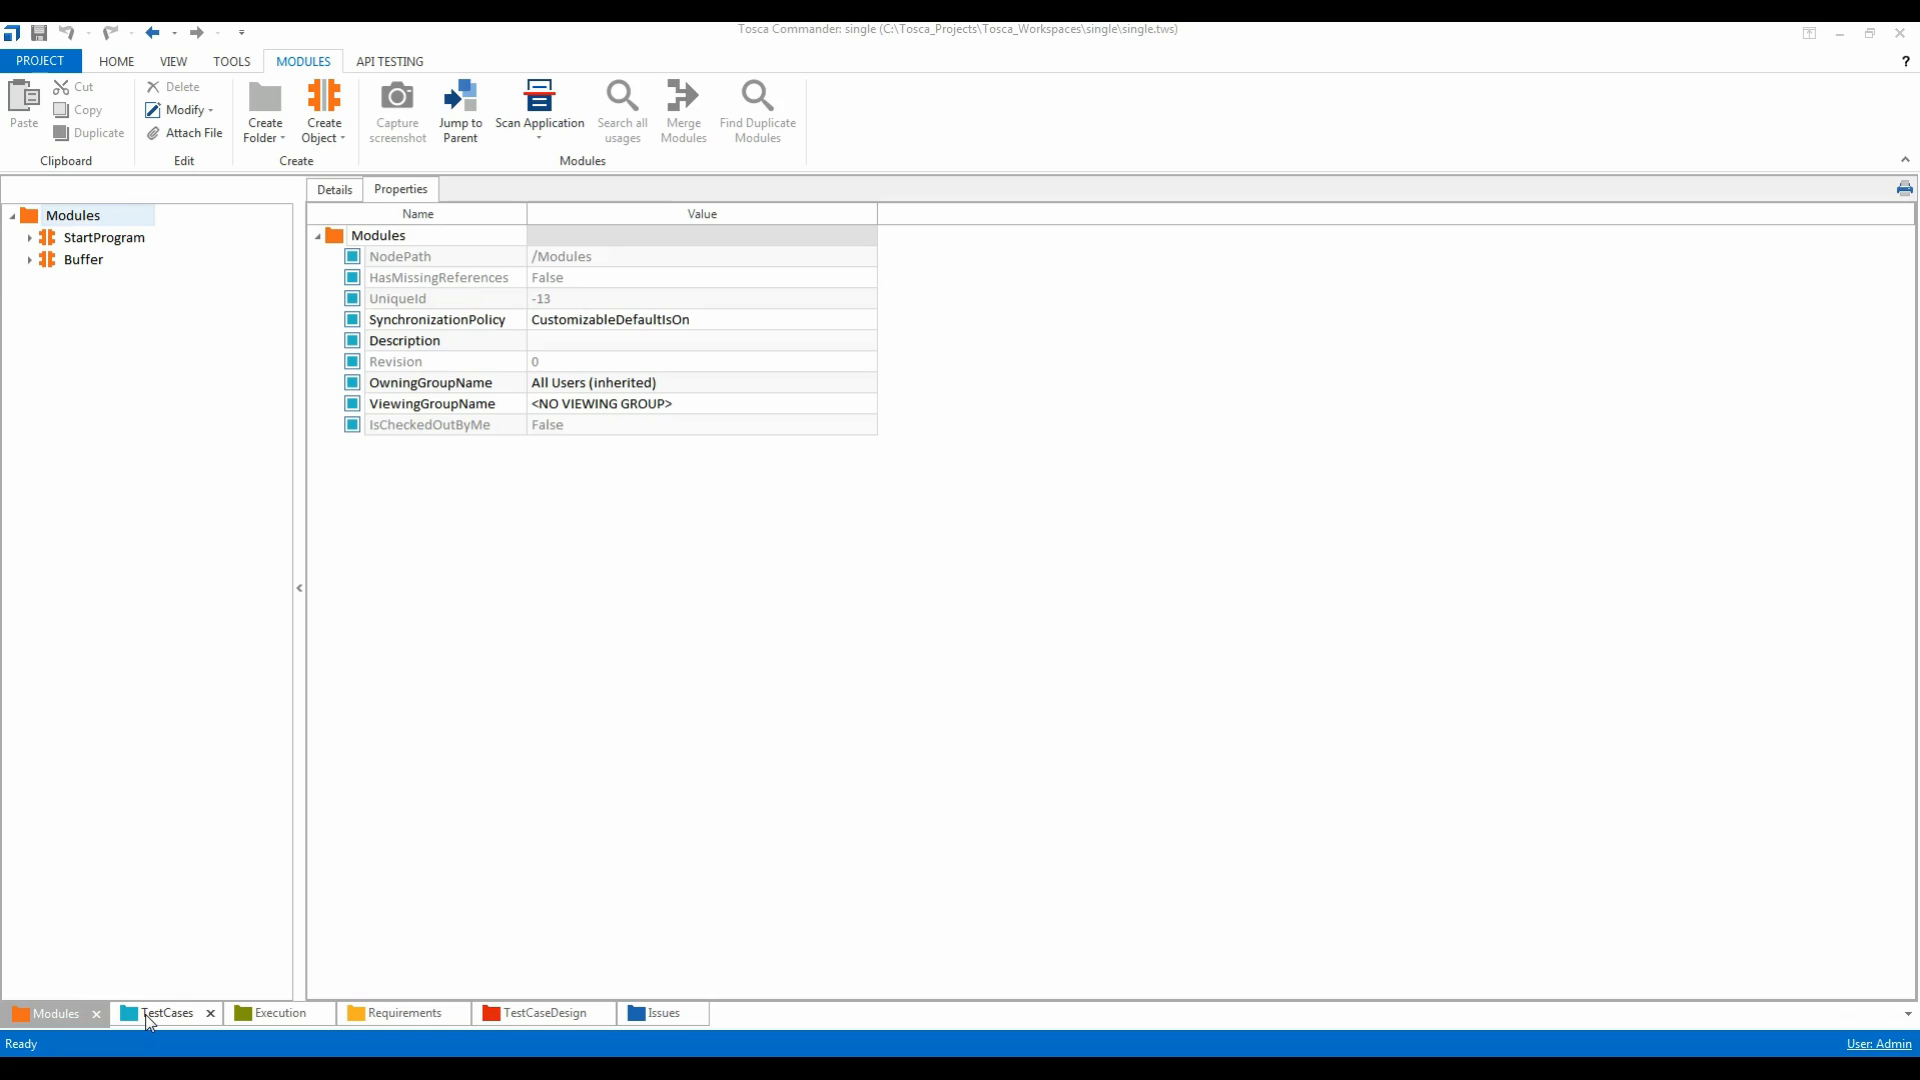 Tosca Commander: single (C:\Tosca_Projects\Tosca_Workspaces\single\single.tws)
PROJECT HOME VIEW TOOLS MODULES API TESTING ?
Paste
Cut
Copy
Duplicate
Clipboard
Delete
Modify
Attach File
Edit
Create
Folder
Create
Object
Create
Capture
screenshot
Jump to
Parent
Scan Application
Search all
usages
Merge
Modules
Find Duplicate
Modules
Modules
Modules
StartProgram
Buffer
Details Properties
Name Value
Modules
NodePath /Modules
HasMissingReferences False
UniqueId -13
SynchronizationPolicy CustomizableDefaultIsOn
Description
Revision 0
OwningGroupName All Users (inherited)
ViewingGroupName <NO VIEWING GROUP>
IsCheckedOutByMe False
Modules TestCases Execution Requirements TestCaseDesign Issues
Ready User: Admin